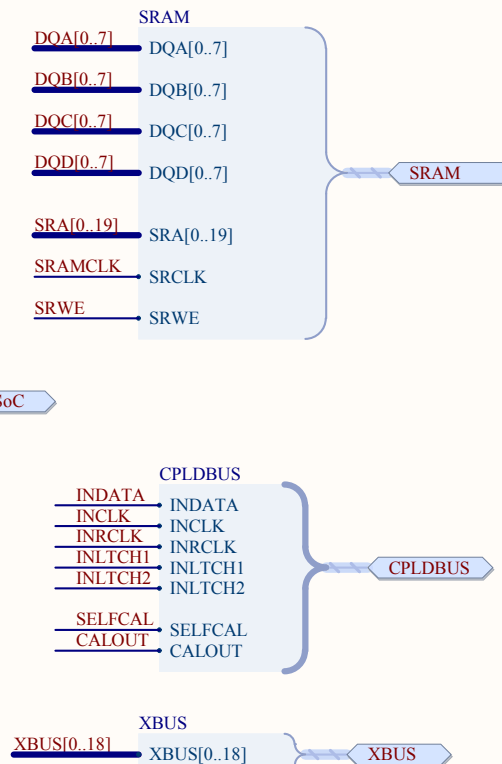 SRAM
DQA[0..7] DQA[0..7]
DQB[0..7] DQB[0..7]
DQC[0..7] DQC[0..7]
DQD[0..7] DQD[0..7]
SRAM
SRA[0..19] SRA[0..19]
SRAMCLK SRCLK
SRWE SRWE
SoC
CPLDBUS
INDATA INDATA
INCLK INCLK
INRCLK INRCLK
INLTCH1 INLTCH1
INLTCH2 INLTCH2
CPLDBUS
SELFCAL SELFCAL
CALOUT CALOUT
XBUS
XBUS[0..18] XBUS[0..18] XBUS